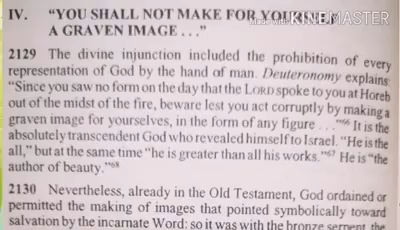 IV. "YOU SHALL NOT MAKE FOR YOURSELF
A GRAVEN IMAGE . . ."
2129 The divine injunction included the prohibition of every
representation of God by the hand of man. Deuteronomy explains:
"Since you saw no form on the day that the LORD spoke to you at Horeb
out of the midst of the fire, beware lest you act corruptly by making a
graven image for yourselves, in the form of any figure . . ."66 It is the
absolutely transcendent God who revealed himself to Israel. "He is the
all," but at the same time "he is greater than all his works."67 He is "the
author of beauty."68
2130 Nevertheless, already in the Old Testament, God ordained or
permitted the making of images that pointed symbolically toward
salvation by the incarnate Word: so it was with the bronze serpent, the
KINEMASTER